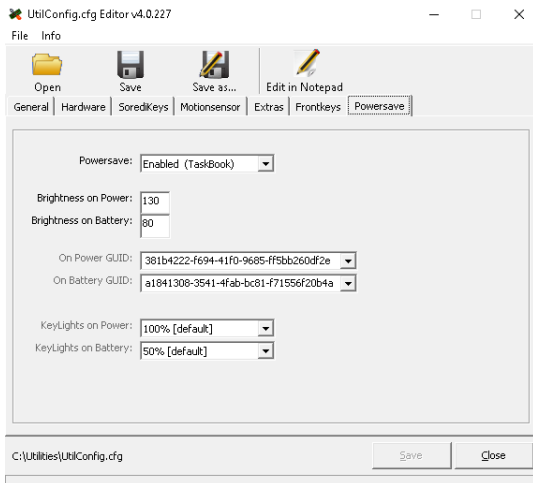 UtilConfig.cfg Editor v4.0.227
File Info
Open Save Save as... Edit in Notepad
General Hardware SorediKeys Motionsensor Extras Frontkeys Powersave
Powersave: Enabled (TaskBook)
Brightness on Power: 130
Brightness on Battery: 80
On Power GUID: 381b4222-f694-41f0-9685-ff5bb260df2e
On Battery GUID: a1841308-3541-4fab-bc81-f71556f20b4a
KeyLights on Power: 100% [default]
KeyLights on Battery: 50% [default]
C:\Utilities\UtilConfig.cfg Save Close